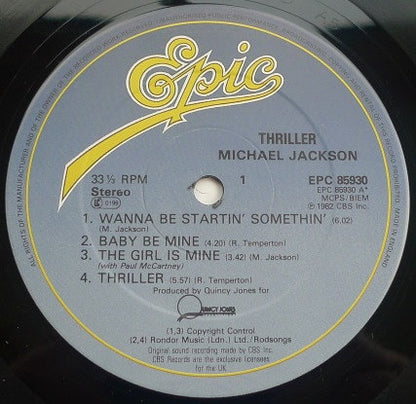 Epic
THRILLER
MICHAEL JACKSON
33⅓ RPM
Stereo
0199
1
EPC 85930
EPC 85930 A*
MCPS/BIEM
℗ 1982 CBS Inc.
1. WANNA BE STARTIN' SOMETHIN' (6.02)
(M. Jackson)
2. BABY BE MINE (4.20) (R. Temperton)
3. THE GIRL IS MINE (3.42) (M. Jackson)
(with Paul McCartney)
4. THRILLER (5.57) (R. Temperton)
Produced by Quincy Jones for
QUINCY JONES
(1,3) Copyright Control
(2,4) Rondor Music (Ldn.) Ltd./Rodsongs
Original sound recording made by CBS Inc.
CBS Records are the exclusive licensees
for the UK
ALL RIGHTS OF THE MANUFACTURER AND OF THE OWNER OF THE RECORDED WORK RESERVED
UNAUTHORISED PUBLIC PERFORMANCE, BROADCASTING
MADE IN ENGLAND